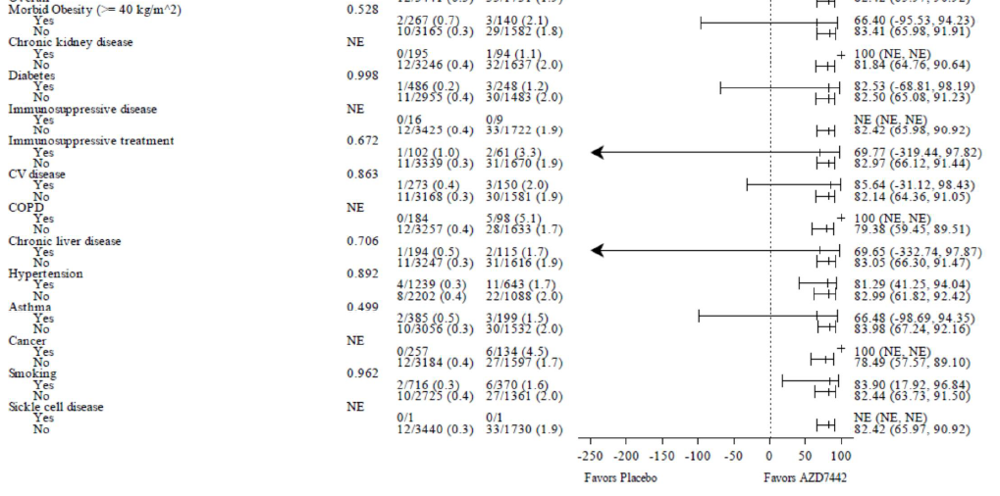 Morbid Obesity (>= 40 kg/m^2) 0.528
Yes 2/267 (0.7) 3/140 (2.1) 66.40 (-95.53, 94.23)
No 10/3165 (0.3) 29/1582 (1.8) 83.41 (65.98, 91.91)
Chronic kidney disease NE
Yes 0/195 1/94 (1.1) 100 (NE, NE)
No 12/3246 (0.4) 32/1637 (2.0) 81.84 (64.76, 90.64)
Diabetes 0.998
Yes 1/486 (0.2) 3/248 (1.2) 82.53 (-68.81, 98.19)
No 11/2955 (0.4) 30/1483 (2.0) 82.50 (65.08, 91.23)
Immunosuppressive disease NE
Yes 0/16 0/9 NE (NE, NE)
No 12/3425 (0.4) 33/1722 (1.9) 82.42 (65.98, 90.92)
Immunosuppressive treatment 0.672
Yes 1/102 (1.0) 2/61 (3.3) 69.77 (-319.44, 97.82)
No 11/3339 (0.3) 31/1670 (1.9) 82.97 (66.12, 91.44)
CV disease 0.863
Yes 1/273 (0.4) 3/150 (2.0) 85.64 (-31.12, 98.43)
No 11/3168 (0.3) 30/1581 (1.9) 82.14 (64.36, 91.05)
COPD NE
Yes 0/184 5/98 (5.1) 100 (NE, NE)
No 12/3257 (0.4) 28/1633 (1.7) 79.38 (59.45, 89.51)
Chronic liver disease 0.706
Yes 1/194 (0.5) 2/115 (1.7) 69.65 (-332.74, 97.87)
No 11/3247 (0.3) 31/1616 (1.9) 83.05 (66.30, 91.47)
Hypertension 0.892
Yes 4/1239 (0.3) 11/643 (1.7) 81.29 (41.25, 94.04)
No 8/2202 (0.4) 22/1088 (2.0) 82.99 (61.82, 92.42)
Asthma 0.499
Yes 2/385 (0.5) 3/199 (1.5) 66.48 (-98.69, 94.35)
No 10/3056 (0.3) 30/1532 (2.0) 83.98 (67.24, 92.16)
Cancer NE
Yes 0/257 6/134 (4.5) 100 (NE, NE)
No 12/3184 (0.4) 27/1597 (1.7) 78.49 (57.57, 89.10)
Smoking 0.962
Yes 2/716 (0.3) 6/370 (1.6) 83.90 (17.92, 96.84)
No 10/2725 (0.4) 27/1361 (2.0) 82.44 (63.73, 91.50)
Sickle cell disease NE
Yes 0/1 0/1 NE (NE, NE)
No 12/3440 (0.3) 33/1730 (1.9) 82.42 (65.97, 90.92)
-250 -200 -150 -100 -50 0 50 100
Favors Placebo Favors AZD7442